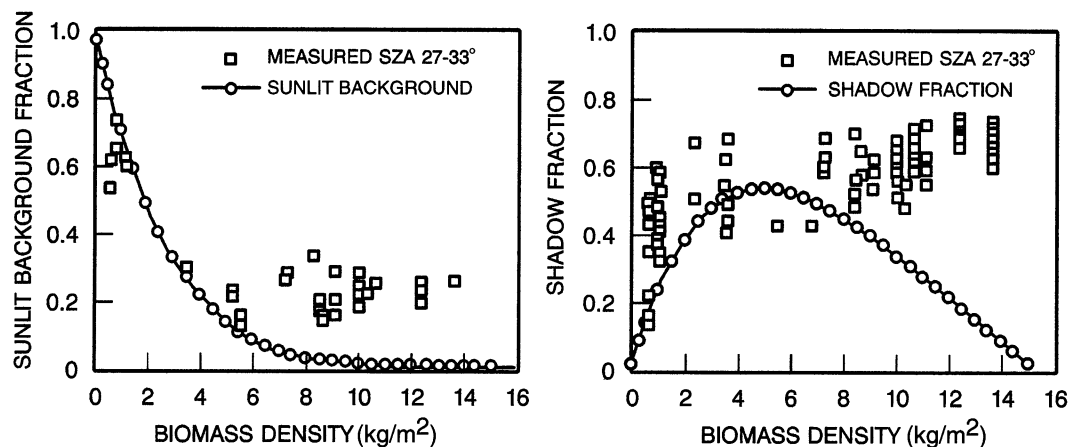 SUNLIT BACKGROUND FRACTION
1.0
0.8
0.6
0.4
0.2
0
MEASURED SZA 27-33°
SUNLIT BACKGROUND
0 2 4 6 8 10 12 14 16
BIOMASS DENSITY (kg/m²)
SHADOW FRACTION
1.0
0.8
0.6
0.4
0.2
0
MEASURED SZA 27-33°
SHADOW FRACTION
0 2 4 6 8 10 12 14 16
BIOMASS DENSITY (kg/m²)